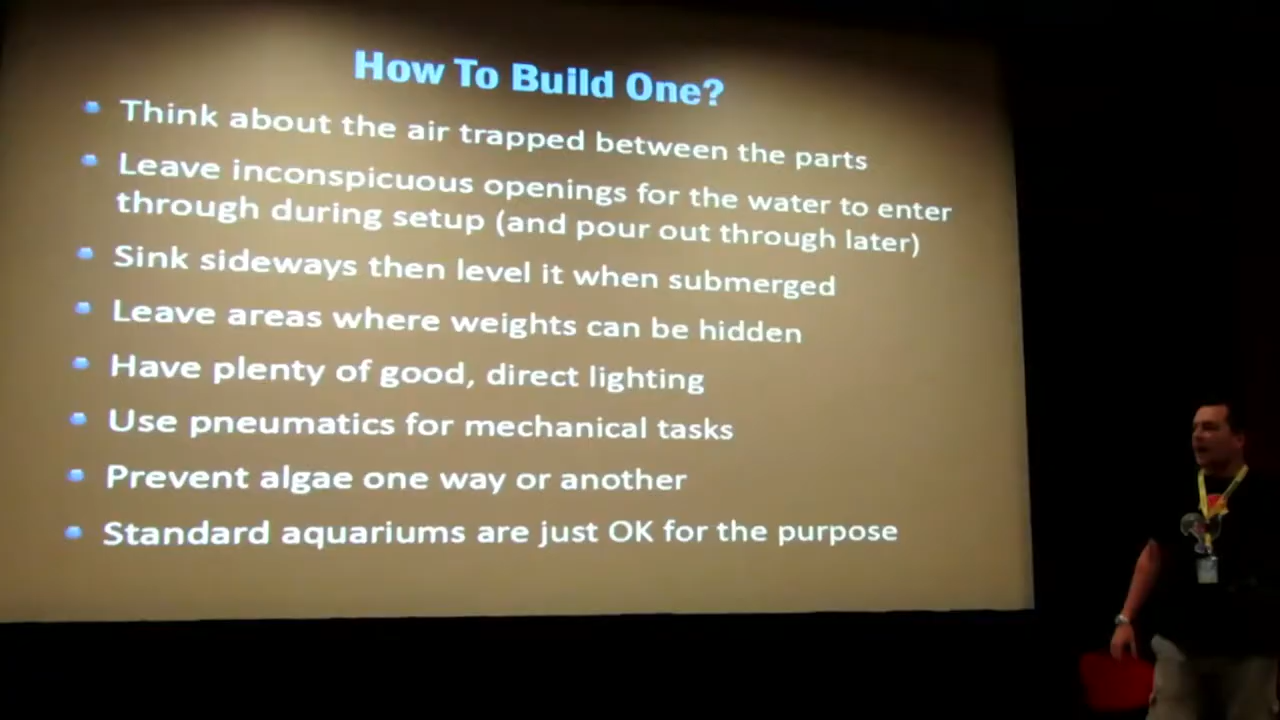 How To Build One?
Think about the air trapped between the parts
Leave inconspicuous openings for the water to enter
through during setup (and pour out through later)
Sink sideways then level it when submerged
Leave areas where weights can be hidden
Have plenty of good, direct lighting
Use pneumatics for mechanical tasks
Prevent algae one way or another
Standard aquariums are just OK for the purpose